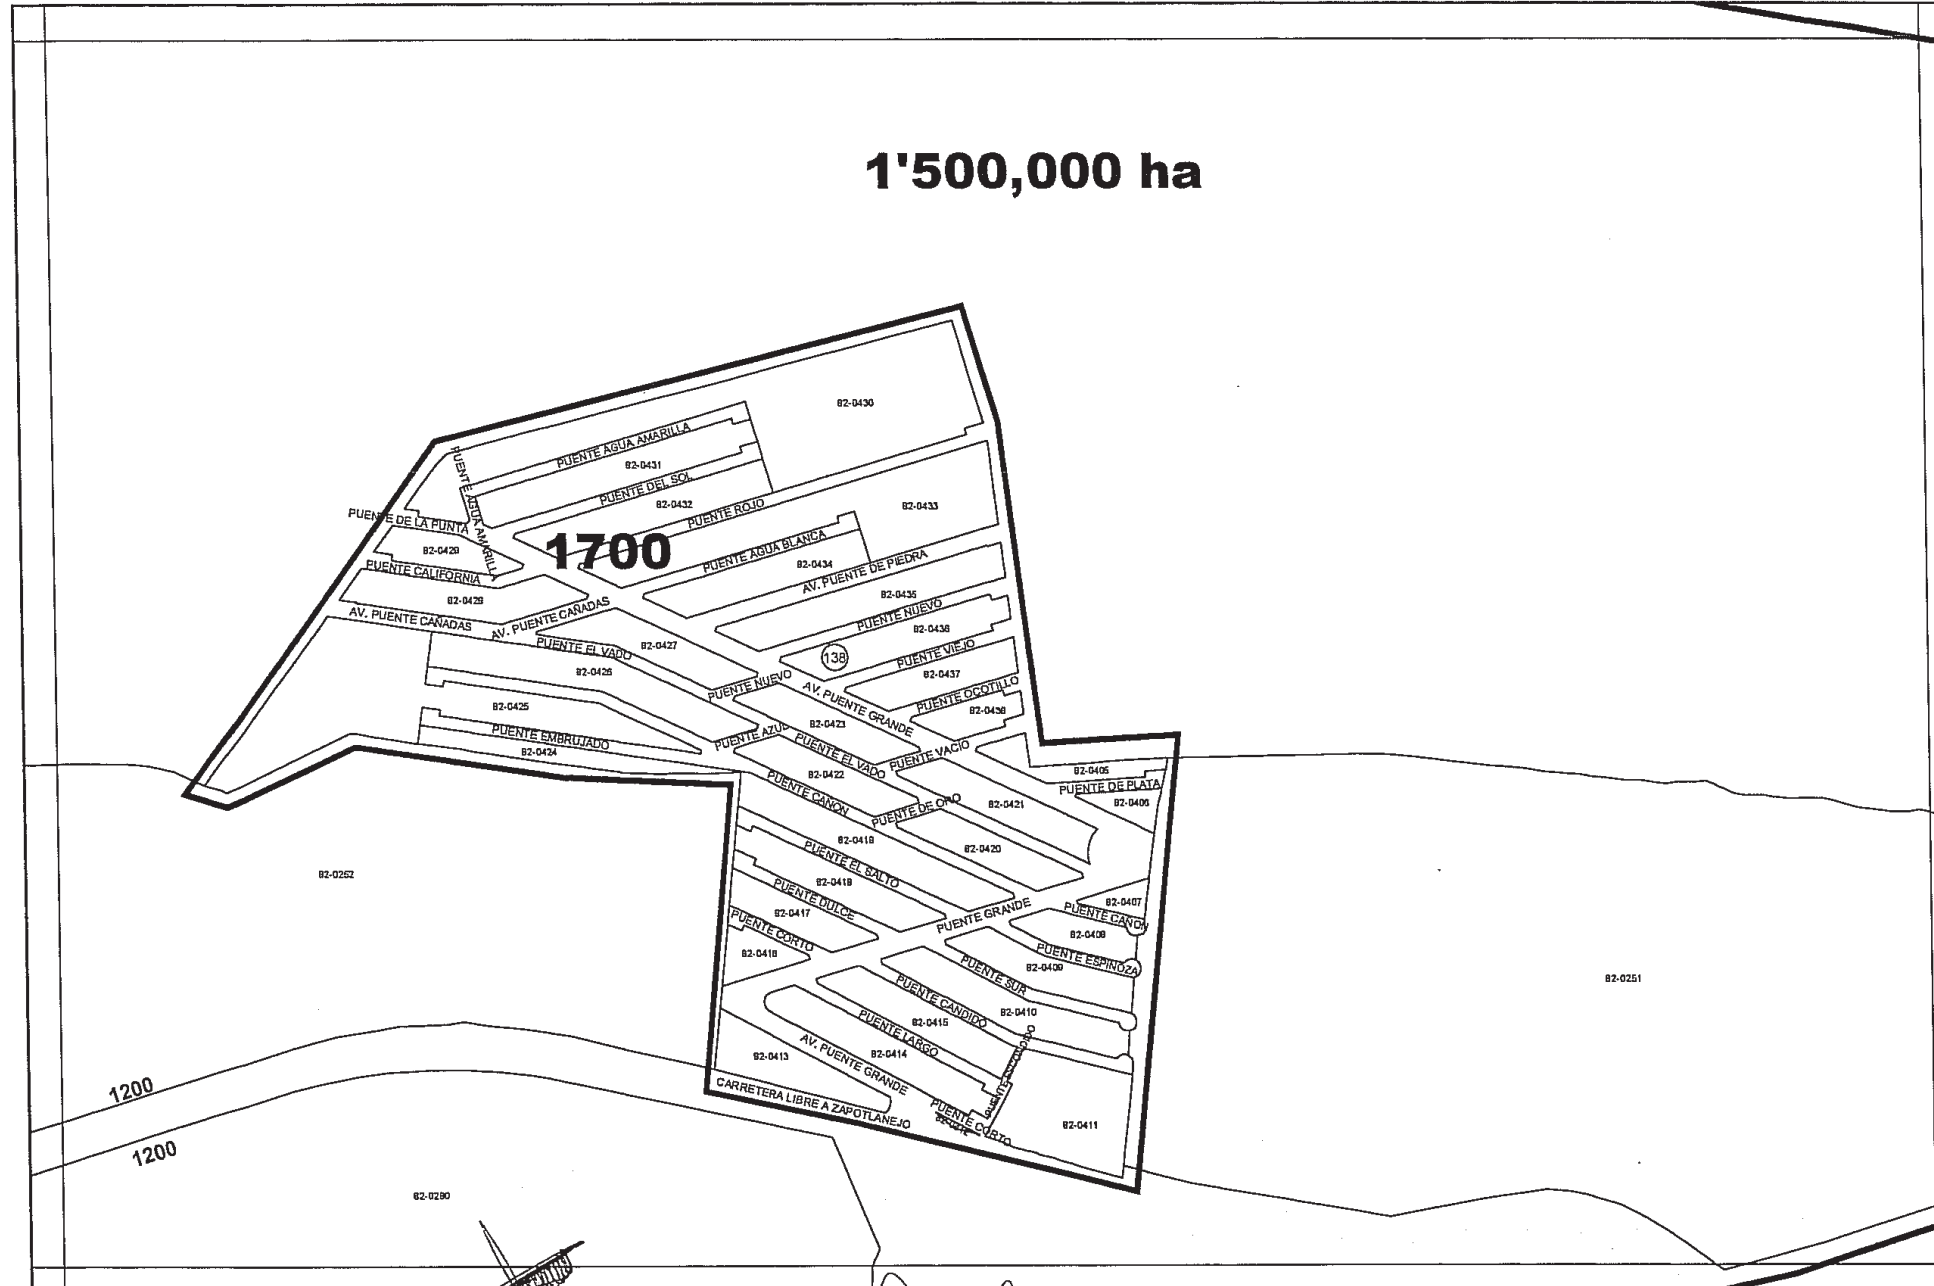 1'500,000 ha
82-0430
PUENTE AGUA AMARILLA
82-0431
PUENTE AGUA AMARILL
PUENTE DEL SOL
82-0432
PUENTE ROJO
82-0433
PUENTE DE LA PUNTA
1700
82-0429
PUENTE AGUA BLANCA
82-0434
AV. PUENTE DE PIEDRA
PUENTE CALIFORNIA
82-0428
82-0435
AV. PUENTE CAÑADAS
AV. PUENTE CAÑADAS
PUENTE NUEVO
82-0436
PUENTE EL VADO
82-0427
138
PUENTE VIEJO
82-0426
82-0437
PUENTE NUEVO
AV. PUENTE GRANDE
PUENTE OCOTILLO
82-0425
82-0438
82-0423
PUENTE EMBRUJADO
PUENTE AZUL
82-0424
PUENTE EL VADO
PUENTE VACIO
82-0422
82-0405
PUENTE DE PLATA
PUENTE CAÑON
PUENTE DE ORO
82-0421
82-0406
82-0418
82-0420
PUENTE EL SALTO
82-0252
82-0419
PUENTE DULCE
82-0417
PUENTE GRANDE
82-0407
PUENTE CAÑON
PUENTE CORTO
82-0408
82-0416
PUENTE ESPINOZA
82-0409
PUENTE SUR
82-0251
PUENTE CANDIDO
82-0410
82-0415
PUENTE LARGO
PUENTE ESCONDIDO
82-0413
AV. PUENTE GRANDE
82-0414
1200
CARRETERA LIBRE A ZAPOTLANEJO
PUENTE CORTO
82-0411
1200
82-0280